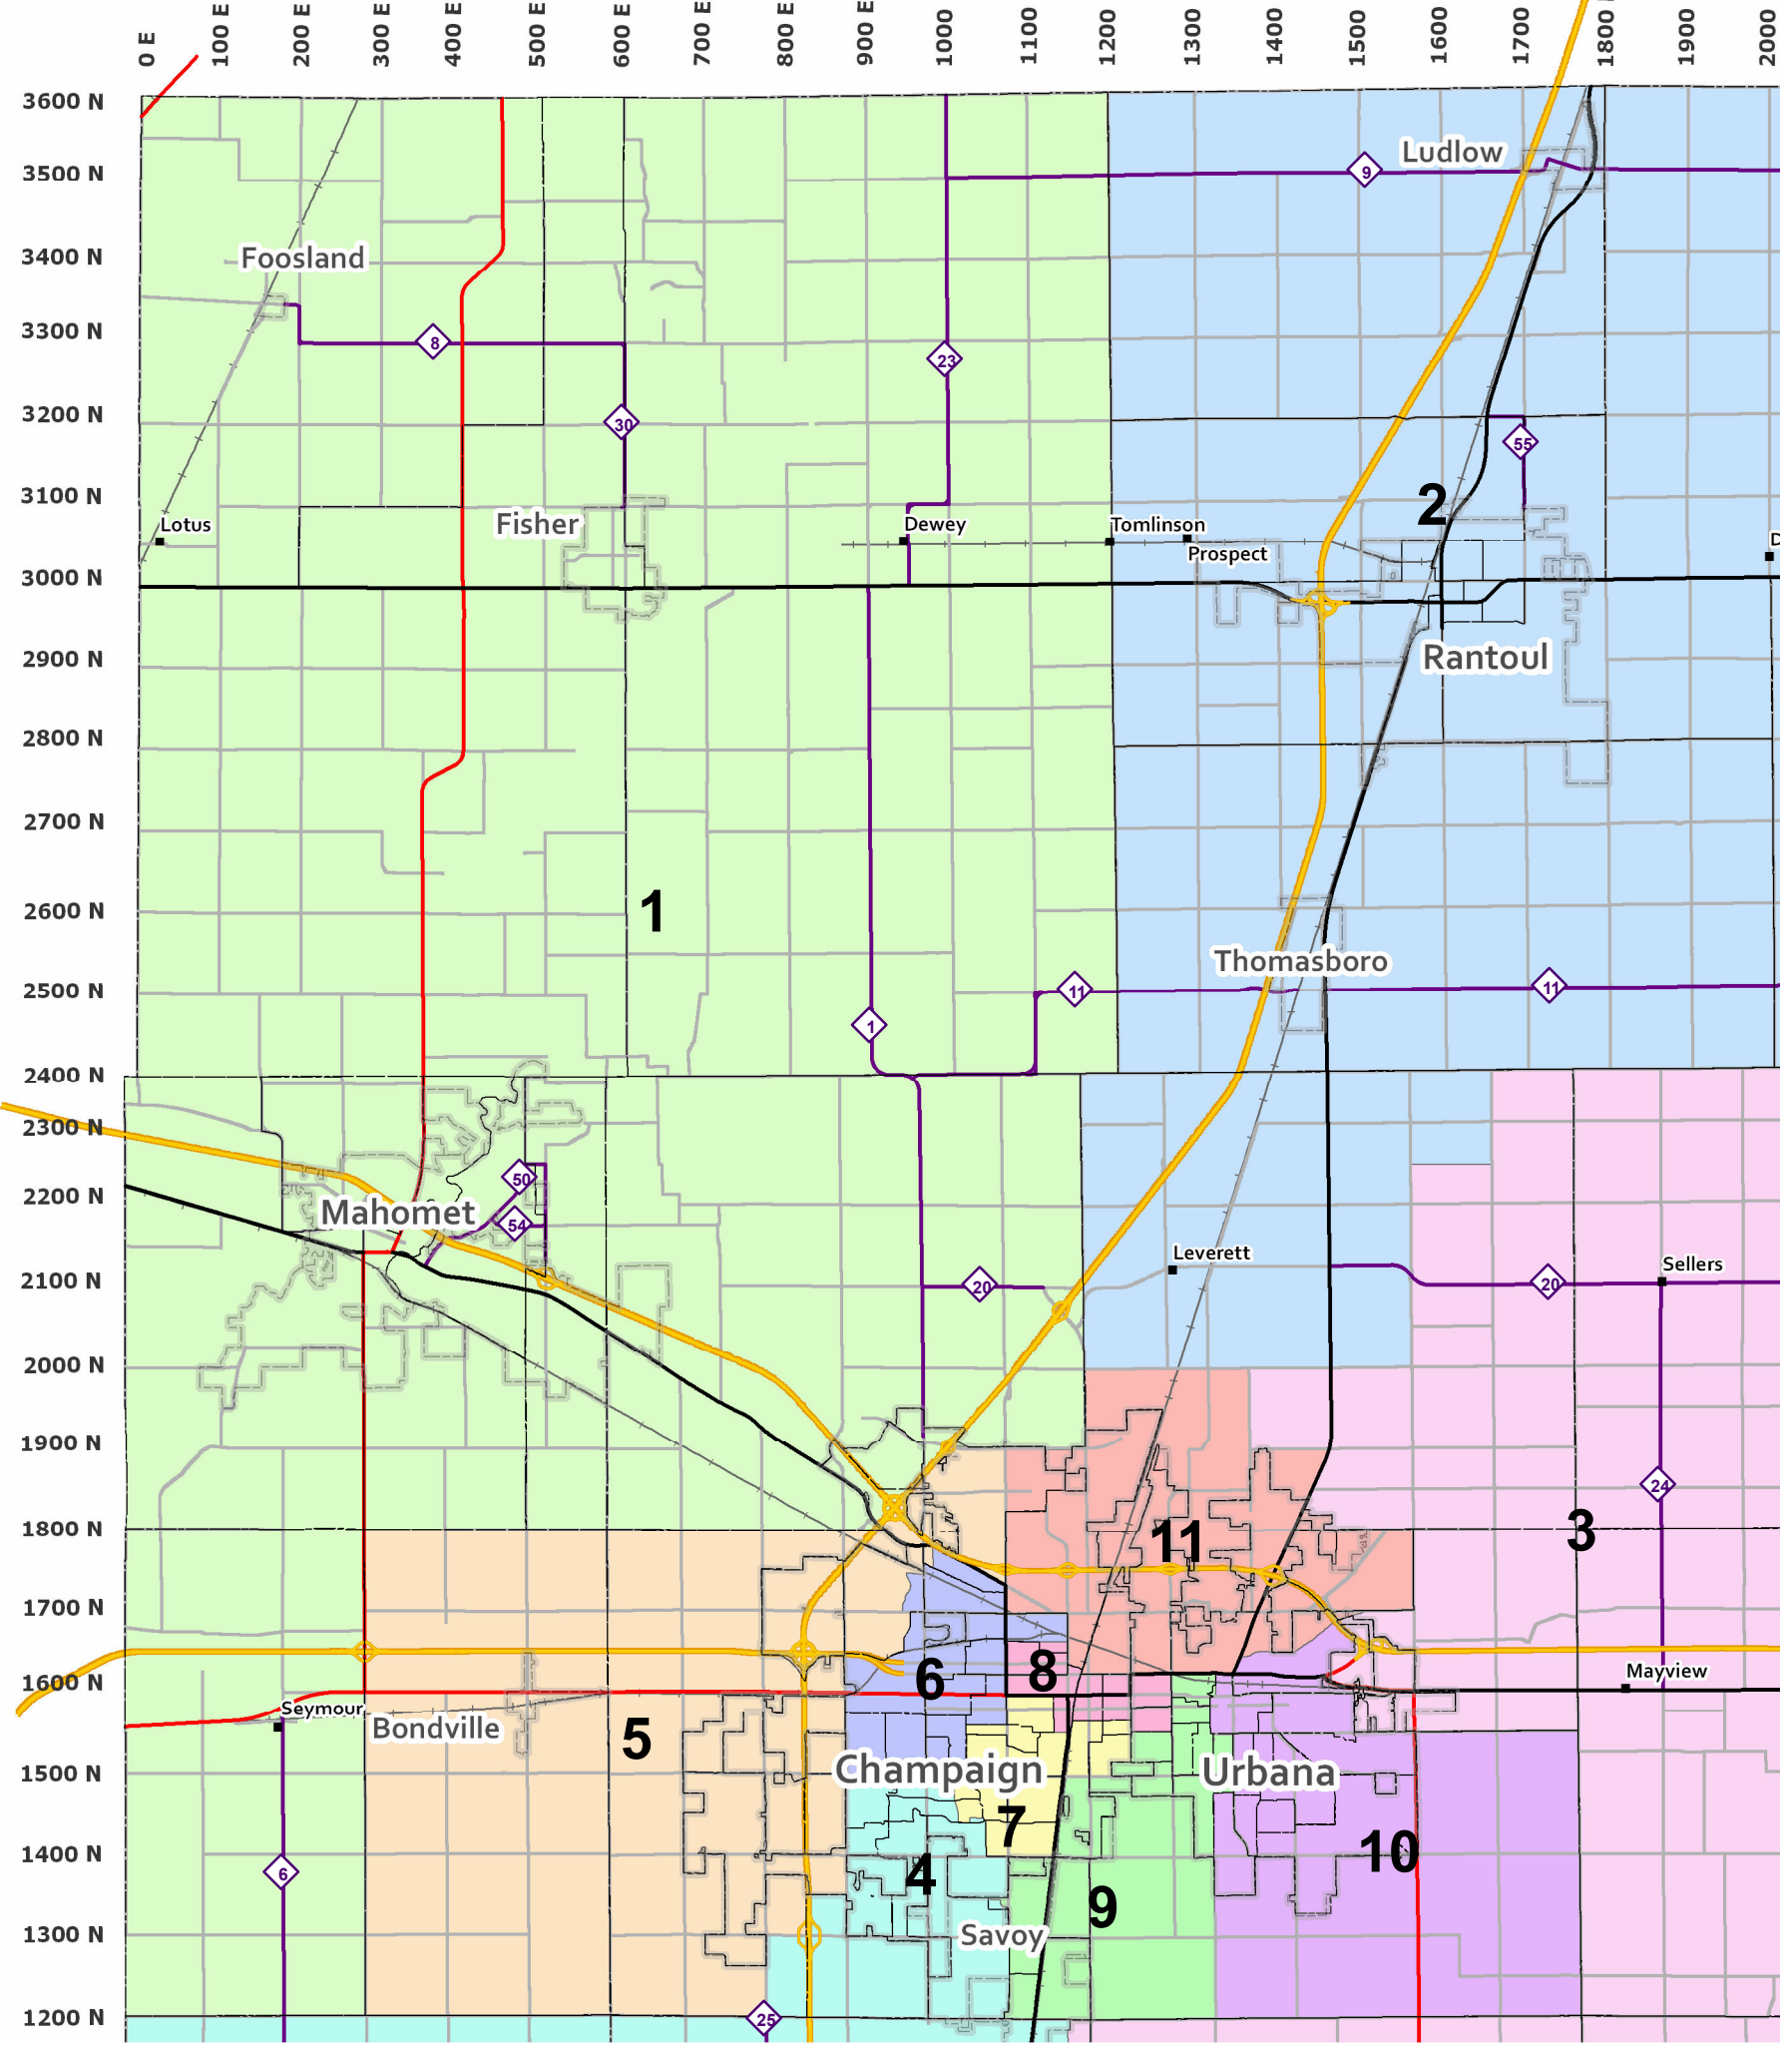 0 E
100 E
200 E
300 E
400 E
500 E
600 E
700 E
800 E
900 E
1000
1100
1200
1300
1400
1500
1600
1700
1800
1900
2000
3600 N
Ludlow
9
3500 N
Foosland
3400 N
3300 N
8
23
3200 N
30
55
3100 N
2
Lotus
Fisher
Dewey
Tomlinson
Prospect
D
3000 N
2900 N
Rantoul
2800 N
2700 N
2600 N
1
Thomasboro
2500 N
11
11
1
2400 N
2300 N
50
2200 N
Mahomet
54
Leverett
Sellers
2100 N
20
20
2000 N
1900 N
24
1800 N
11
3
1700 N
1600 N
6
8
Mayview
Seymour
Bondville
5
1500 N
Champaign
Urbana
7
1400 N
6
4
10
9
1300 N
Savoy
1200 N
25